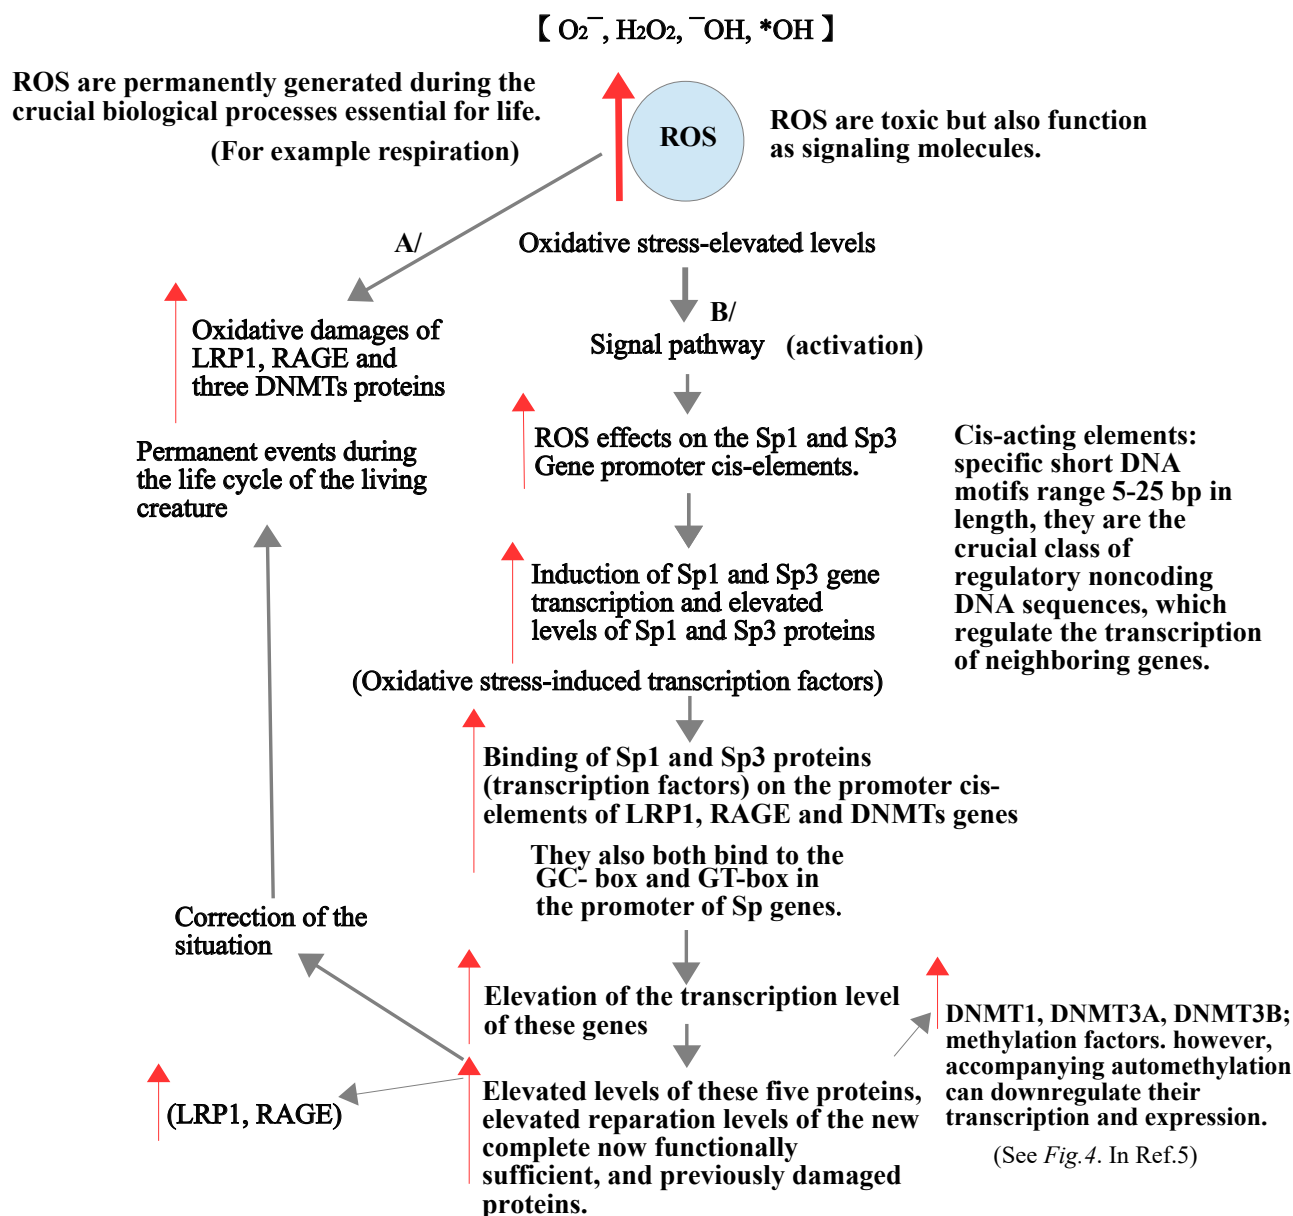 【 O₂⁻, H₂O₂, ⁻OH, *OH 】
ROS are permanently generated during the
crucial biological processes essential for life.
(For example respiration)
ROS
ROS are toxic but also function
as signaling molecules.
A/
Oxidative stress-elevated levels
B/
Oxidative damages of
LRP1, RAGE and
three DNMTs proteins
Signal pathway (activation)
Permanent events during
the life cycle of the living
creature
ROS effects on the Sp1 and Sp3
Gene promoter cis-elements.
Cis-acting elements:
specific short DNA
motifs range 5-25 bp in
length, they are the
crucial class of
regulatory noncoding
DNA sequences, which
regulate the transcription
of neighboring genes.
Induction of Sp1 and Sp3 gene
transcription and elevated
levels of Sp1 and Sp3 proteins
(Oxidative stress-induced transcription factors)
Binding of Sp1 and Sp3 proteins
(transcription factors) on the promoter cis-
elements of LRP1, RAGE and DNMTs genes
They also both bind to the
GC- box and GT-box in
the promoter of Sp genes.
Correction of the
situation
Elevation of the transcription level
of these genes
DNMT1, DNMT3A, DNMT3B;
methylation factors. however,
accompanying automethylation
can downregulate their
transcription and expression.
(See Fig.4. In Ref.5)
(LRP1, RAGE)
Elevated levels of these five proteins,
elevated reparation levels of the new
complete now functionally
sufficient, and previously damaged
proteins.